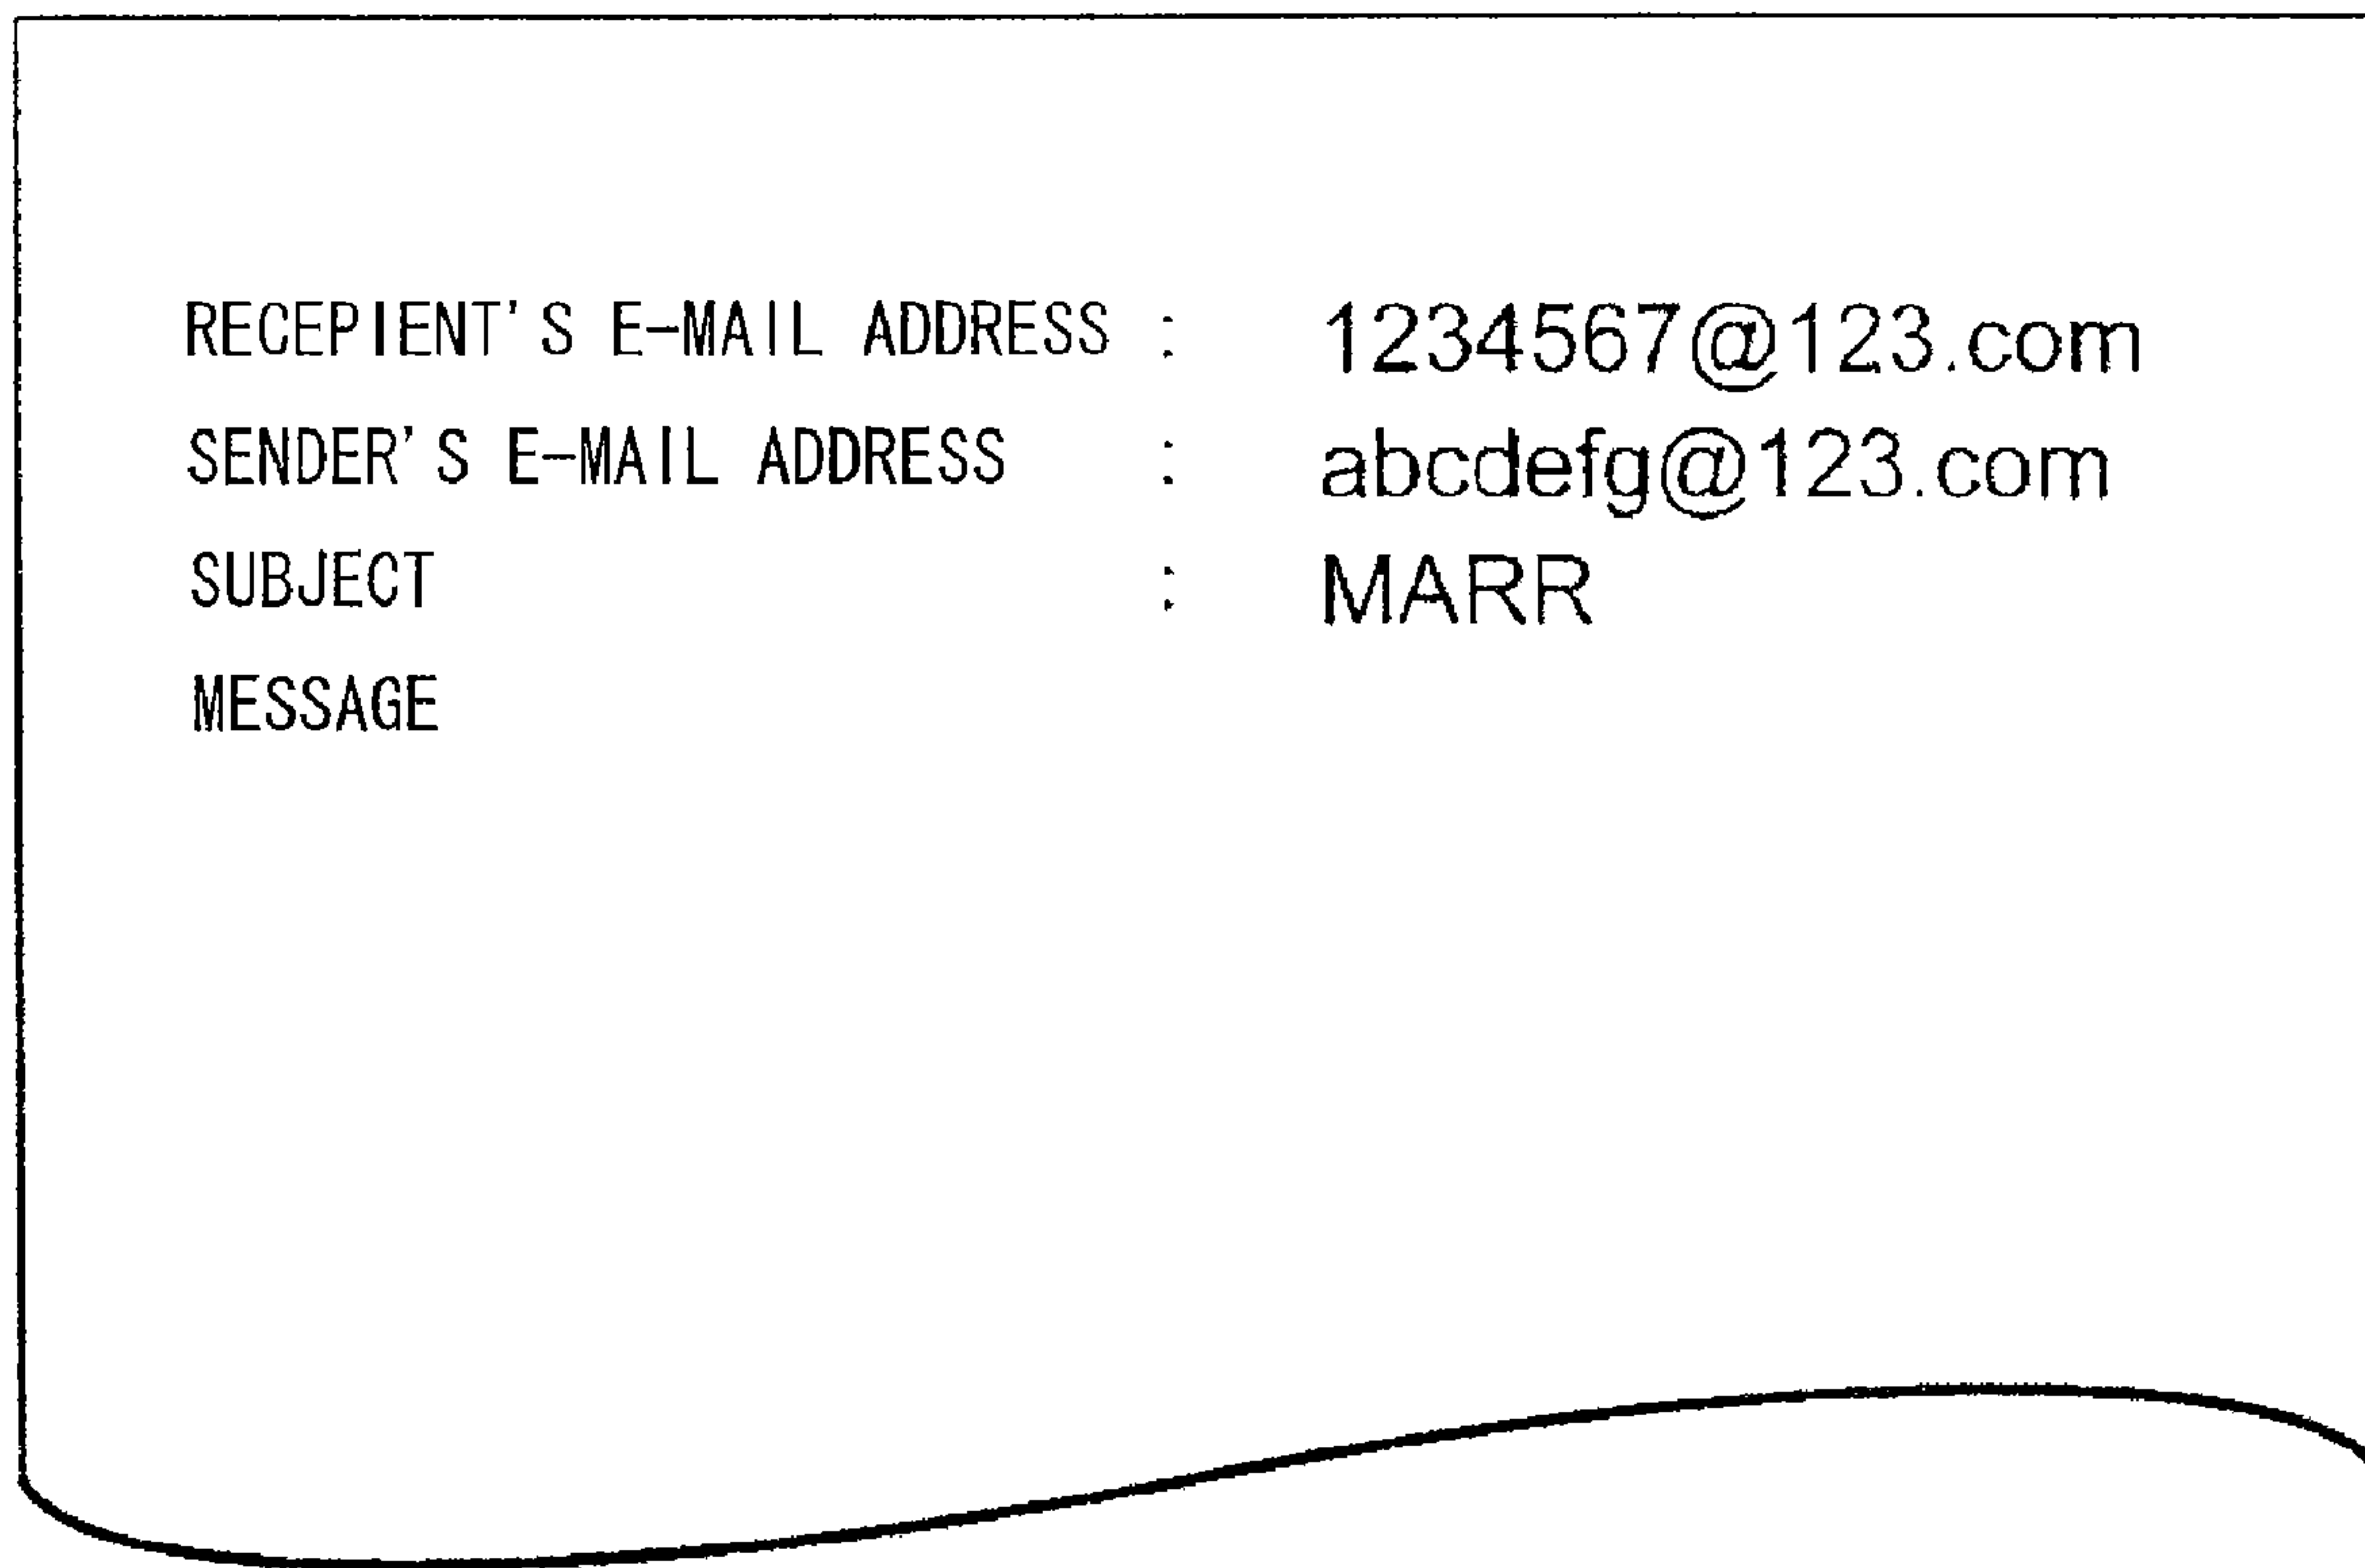 RECEPIENT'S E-MAIL ADDRESS : 1234567@123.com
SENDER'S E-MAIL ADDRESS : abcdefg@123.com
SUBJECT : MARR
MESSAGE